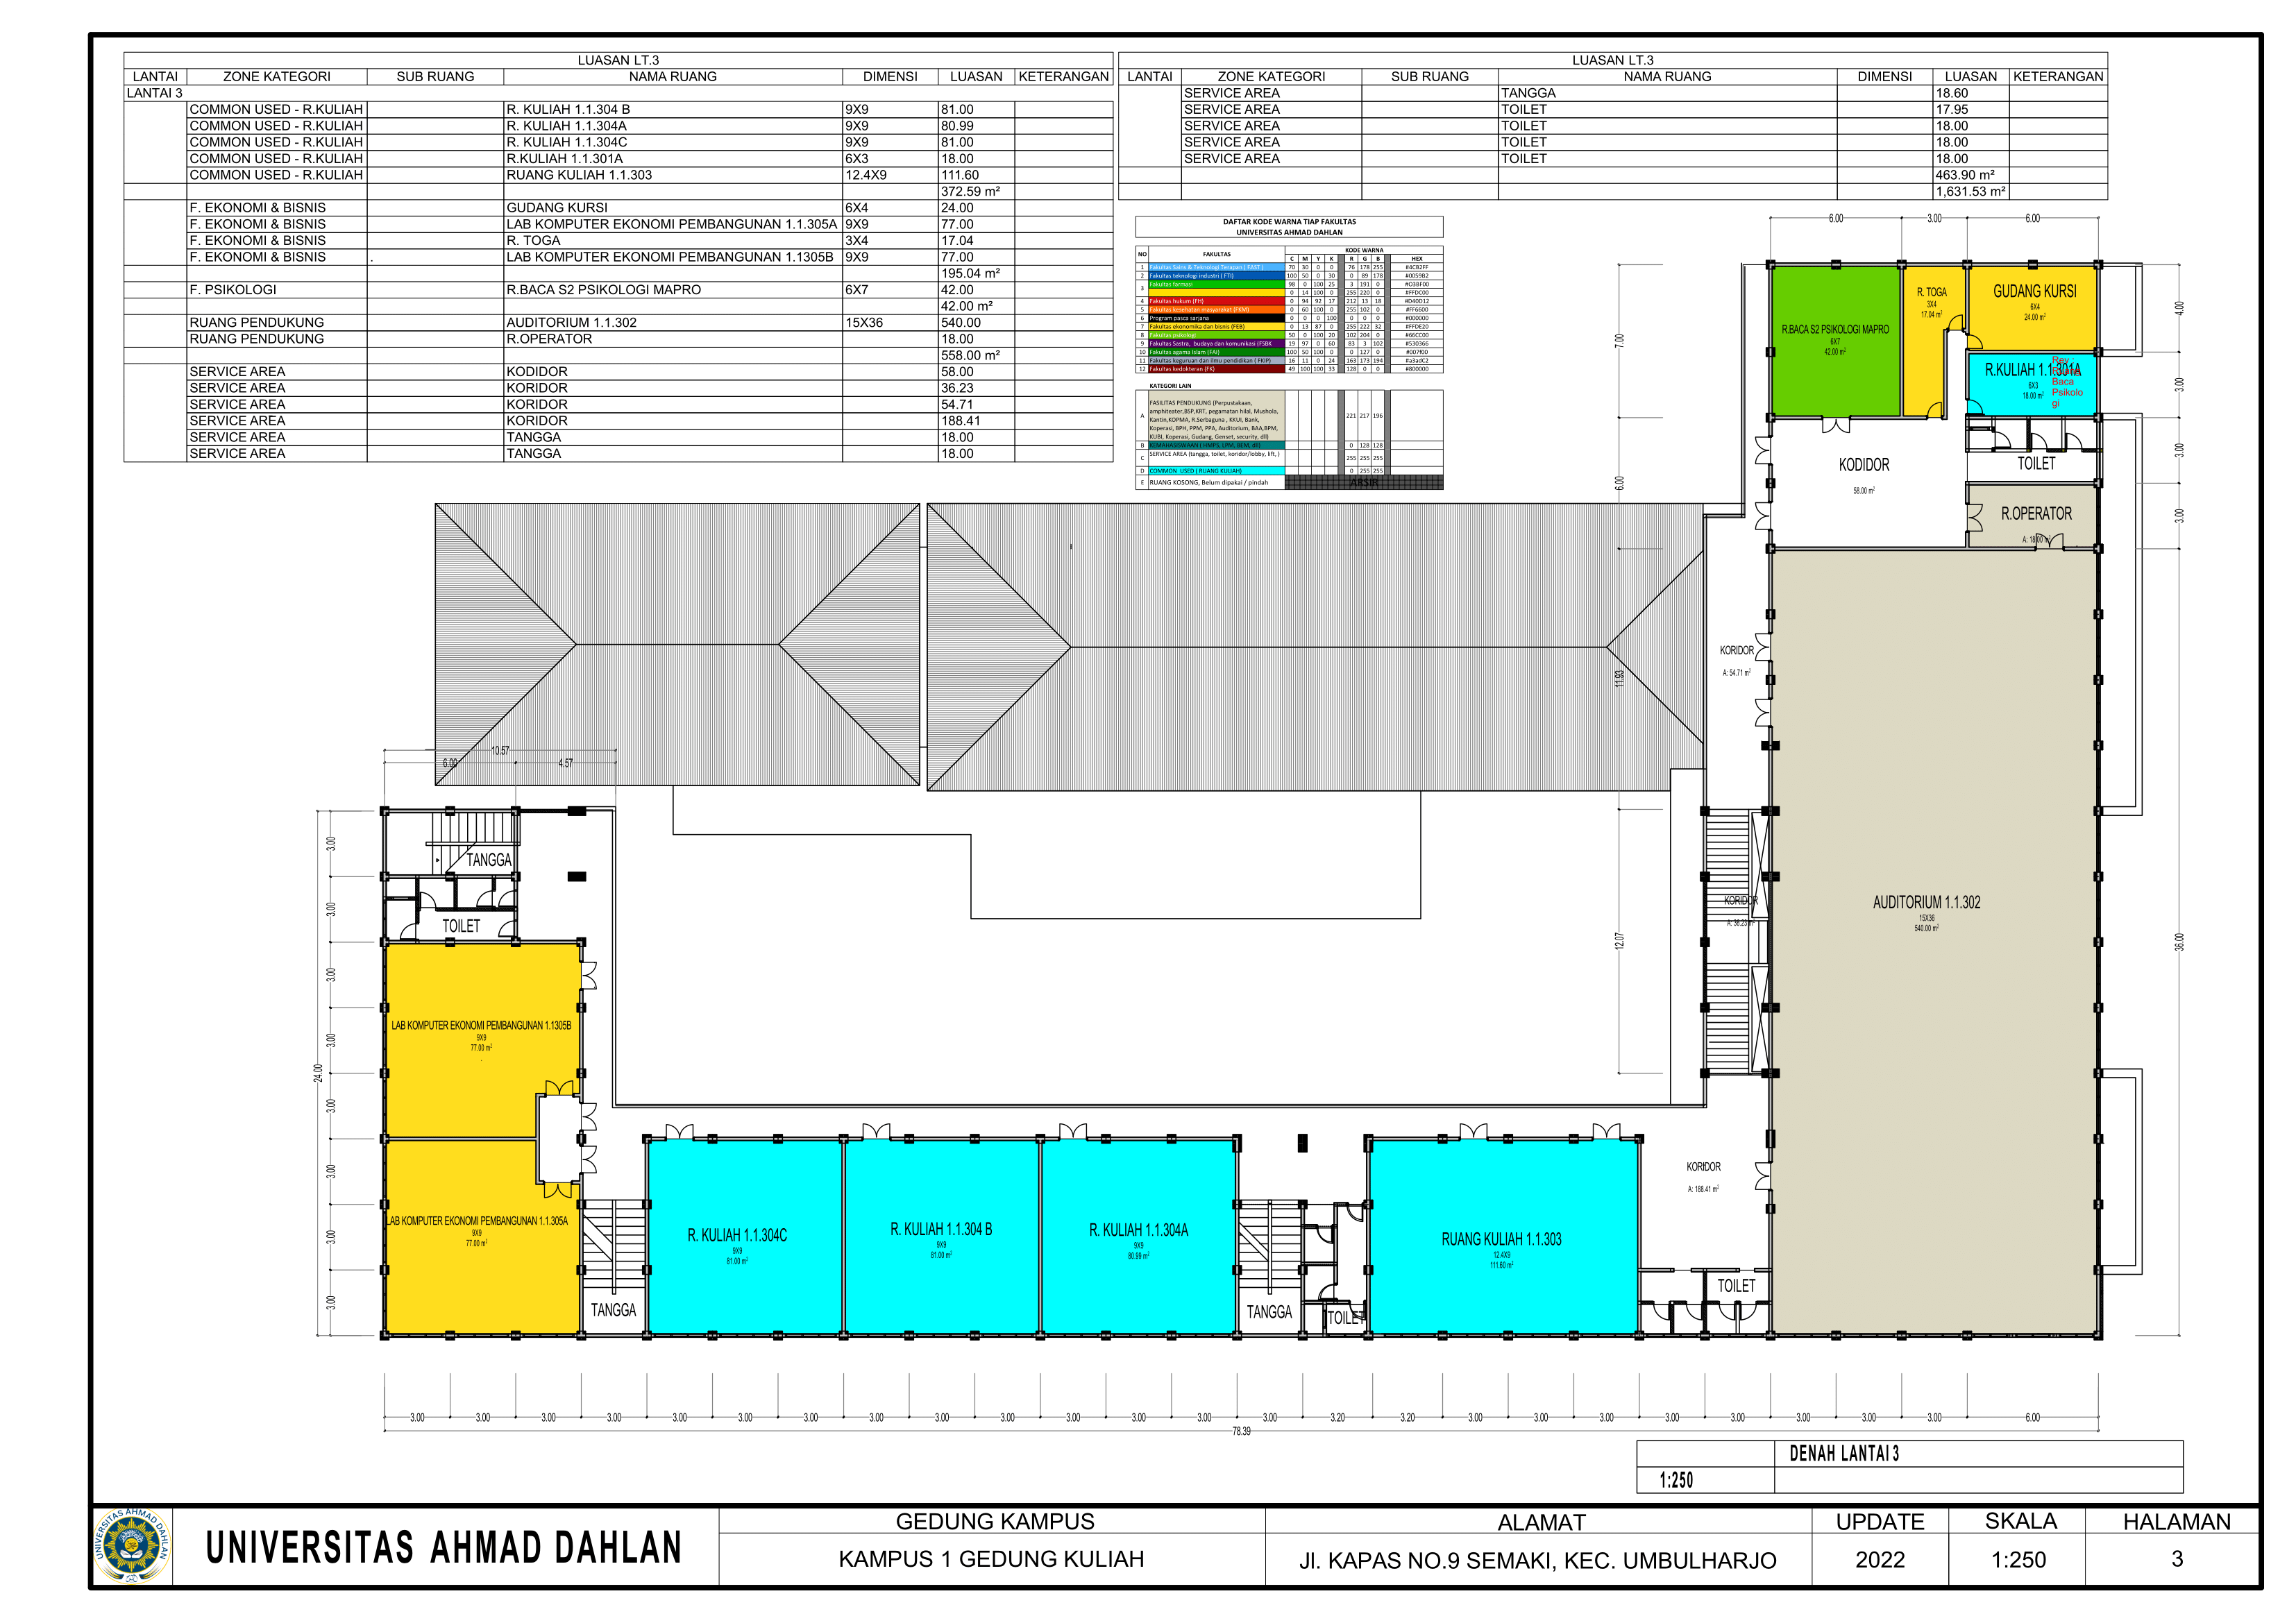 LUASAN LT.3
LANTAI ZONE KATEGORI SUB RUANG NAMA RUANG DIMENSI LUASAN KETERANGAN
LANTAI 3
COMMON USED - R.KULIAH R. KULIAH 1.1.304 B 9X9 81.00
COMMON USED - R.KULIAH R. KULIAH 1.1.304A 9X9 80.99
COMMON USED - R.KULIAH R. KULIAH 1.1.304C 9X9 81.00
COMMON USED - R.KULIAH R.KULIAH 1.1.301A 6X3 18.00
COMMON USED - R.KULIAH RUANG KULIAH 1.1.303 12.4X9 111.60
372.59 m²
F. EKONOMI & BISNIS GUDANG KURSI 6X4 24.00
F. EKONOMI & BISNIS LAB KOMPUTER EKONOMI PEMBANGUNAN 1.1.305A 9X9 77.00
F. EKONOMI & BISNIS R. TOGA 3X4 17.04
F. EKONOMI & BISNIS . LAB KOMPUTER EKONOMI PEMBANGUNAN 1.1305B 9X9 77.00
195.04 m²
F. PSIKOLOGI R.BACA S2 PSIKOLOGI MAPRO 6X7 42.00
42.00 m²
RUANG PENDUKUNG AUDITORIUM 1.1.302 15X36 540.00
RUANG PENDUKUNG R.OPERATOR 18.00
558.00 m²
SERVICE AREA KODIDOR 58.00
SERVICE AREA KORIDOR 36.23
SERVICE AREA KORIDOR 54.71
SERVICE AREA KORIDOR 188.41
SERVICE AREA TANGGA 18.00
SERVICE AREA TANGGA 18.00
LUASAN LT.3
LANTAI ZONE KATEGORI SUB RUANG NAMA RUANG DIMENSI LUASAN KETERANGAN
SERVICE AREA TANGGA 18.60
SERVICE AREA TOILET 17.95
SERVICE AREA TOILET 18.00
SERVICE AREA TOILET 18.00
SERVICE AREA TOILET 18.00
463.90 m²
1,631.53 m²
DAFTAR KODE WARNA TIAP FAKULTAS
UNIVERSITAS AHMAD DAHLAN
NO FAKULTAS KODE WARNA
C M Y K R G B HEX
1 Fakultas Sains & Teknologi Terapan ( FAST ) 70 30 0 0 76 178 255 #4CB2FF
2 Fakultas teknologi industri ( FTI) 100 50 0 30 0 89 178 #0059B2
3 Fakultas farmasi 98 0 100 25 3 191 0 #03BF00
0 14 100 0 255 220 0 #FFDC00
4 Fakultas hukum (FH) 0 94 92 17 212 13 18 #D40D12
5 Fakultas kesehatan masyarakat (FKM) 0 60 100 0 255 102 0 #FF6600
6 Program pasca sarjana 0 0 0 100 0 0 0 #000000
7 Fakultas ekonomika dan bisnis (FEB) 0 13 87 0 255 222 32 #FFDE20
8 Fakultas psikologi 50 0 100 20 102 204 0 #66CC00
9 Fakultas Sastra, budaya dan komunikasi (FSBK 19 97 0 60 83 3 102 #530366
10 Fakultas agama Islam (FAI) 100 50 100 0 0 127 0 #007f00
11 Fakultas keguruan dan ilmu pendidikan ( FKIP) 16 11 0 24 163 173 194 #a3adC2
12 Fakultas kedokteran (FK) 49 100 100 33 128 0 0 #800000
KATEGORI LAIN
A FASILITAS PENDUKUNG (Perpustakaan,
amphiteater,BSP,KRT, pegamatan hilal, Mushola,
Kantin,KOPMA, R.Serbaguna , KKUI, Bank,
Koperasi, BPH, PPM, PPA, Auditorium, BAA,BPM,
KUBI, Koperasi, Gudang, Genset, security, dll) 221 217 196
B KEMAHASISWAAN ( HMPS, LPM, BEM, dll) 0 128 128
C SERVICE AREA (tangga, toilet, koridor/lobby, lift, ) 255 255 255
D COMMON USED ( RUANG KULIAH) 0 255 255
E RUANG KOSONG, Belum dipakai / pindah ARSIR
6.00 3.00 6.00
7.00
6.00
11.93
12.07
4.00
3.00
3.00
3.00
36.00
R.BACA S2 PSIKOLOGI MAPRO
6X7
42.00 m²
R. TOGA
3X4
17.04 m²
GUDANG KURSI
6X4
24.00 m²
R.KULIAH 1.1.301A
6X3
18.00 m²
Rev :
Baca
Psikolo
gi
TOILET
KODIDOR
58.00 m²
R.OPERATOR
A: 18.00 m²
KORIDOR
A: 54.71 m²
KORIDOR
A: 36.23 m²
AUDITORIUM 1.1.302
15X36
540.00 m²
10.57
6.00 4.57
3.00
3.00
3.00
3.00
3.00
3.00
3.00
3.00
24.00
TANGGA
TOILET
LAB KOMPUTER EKONOMI PEMBANGUNAN 1.1305B
9X9
77.00 m²
.
LAB KOMPUTER EKONOMI PEMBANGUNAN 1.1.305A
9X9
77.00 m²
TANGGA
R. KULIAH 1.1.304C
9X9
81.00 m²
R. KULIAH 1.1.304 B
9X9
81.00 m²
R. KULIAH 1.1.304A
9X9
80.99 m²
TANGGA
TOILET
RUANG KULIAH 1.1.303
12.4X9
111.60 m²
KORIDOR
A: 188.41 m²
TOILET
3.00 3.00 3.00 3.00 3.00 3.00 3.00 3.00 3.00 3.00 3.00 3.00 3.00 3.00 3.20 3.20 3.00 3.00 3.00 3.00 3.00 3.00 3.00 3.00 6.00
78.39
DENAH LANTAI 3
1:250
UNIVERSITAS AHMAD DAHLAN
UNIVERSITAS AHMAD DAHLAN
GEDUNG KAMPUS ALAMAT UPDATE SKALA HALAMAN
KAMPUS 1 GEDUNG KULIAH Jl. KAPAS NO.9 SEMAKI, KEC. UMBULHARJO 2022 1:250 3